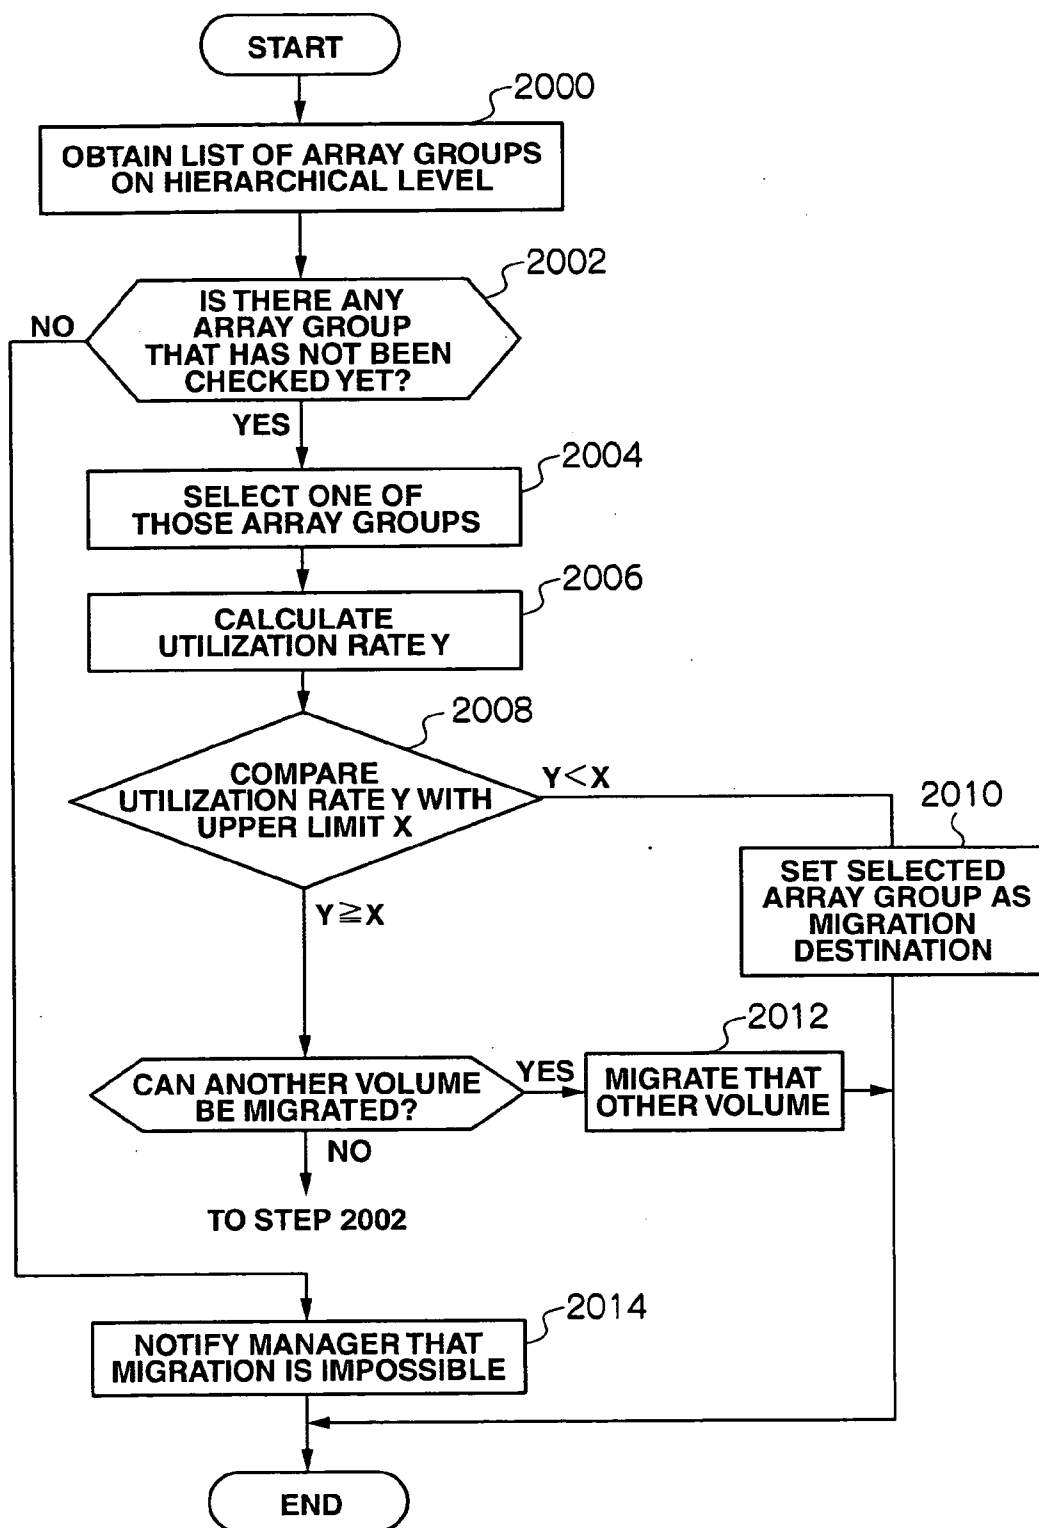 START
2000
OBTAIN LIST OF ARRAY GROUPS
ON HIERARCHICAL LEVEL
2002
IS THERE ANY
ARRAY GROUP
THAT HAS NOT BEEN
CHECKED YET?
NO
YES
2004
SELECT ONE OF
THOSE ARRAY GROUPS
2006
CALCULATE
UTILIZATION RATE Y
2008
COMPARE
UTILIZATION RATE Y WITH
UPPER LIMIT X
Y<X
2010
SET SELECTED
ARRAY GROUP AS
MIGRATION
DESTINATION
Y≧X
2012
CAN ANOTHER VOLUME
BE MIGRATED?
YES
MIGRATE THAT
OTHER VOLUME
NO
TO STEP 2002
2014
NOTIFY MANAGER THAT
MIGRATION IS IMPOSSIBLE
END